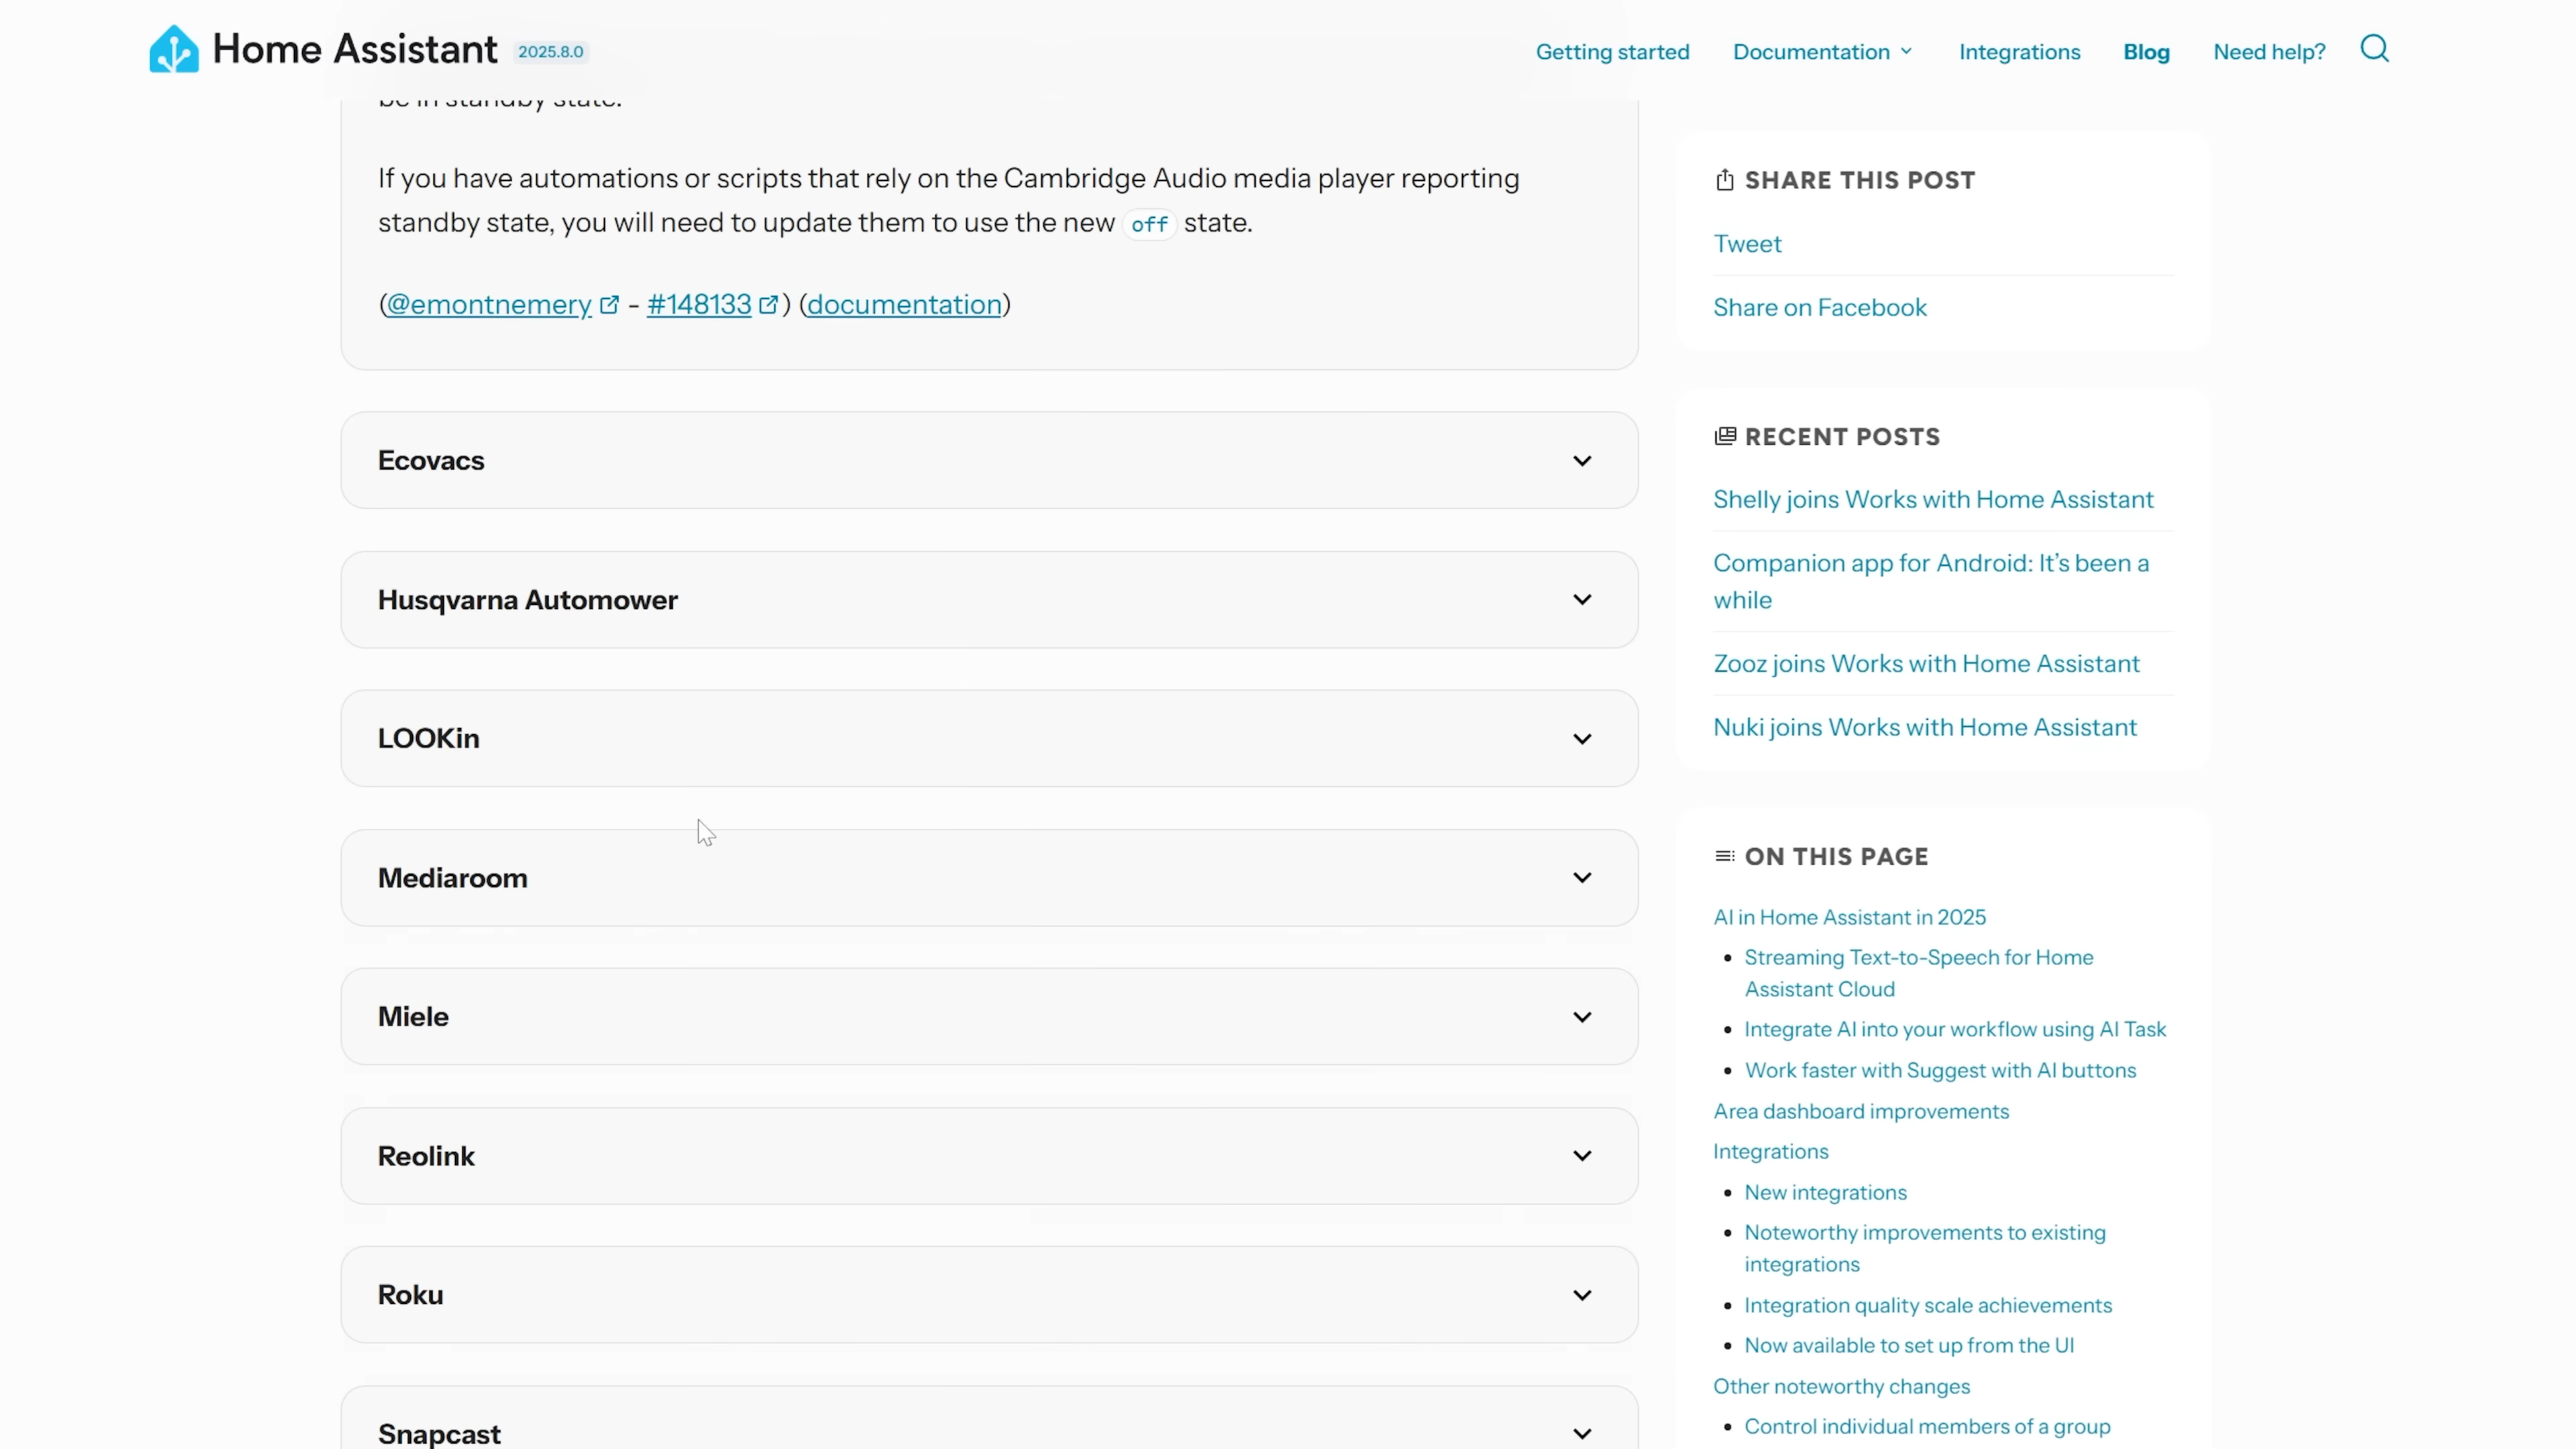 Home Assistant 2025.8.0
Getting started Documentation Integrations Blog Need help?
be in standby state.
If you have automations or scripts that rely on the Cambridge Audio media player reporting
standby state, you will need to update them to use the new off state.
(@emontnemery - #148133) (documentation)
Ecovacs
Husqvarna Automower
LOOKin
Mediaroom
Miele
Reolink
Roku
Snapcast
SHARE THIS POST
Tweet
Share on Facebook
RECENT POSTS
Shelly joins Works with Home Assistant
Companion app for Android: It’s been a
while
Zooz joins Works with Home Assistant
Nuki joins Works with Home Assistant
ON THIS PAGE
AI in Home Assistant in 2025
• Streaming Text-to-Speech for Home
Assistant Cloud
• Integrate AI into your workflow using AI Task
• Work faster with Suggest with AI buttons
Area dashboard improvements
Integrations
• New integrations
• Noteworthy improvements to existing
integrations
• Integration quality scale achievements
• Now available to set up from the UI
Other noteworthy changes
• Control individual members of a group